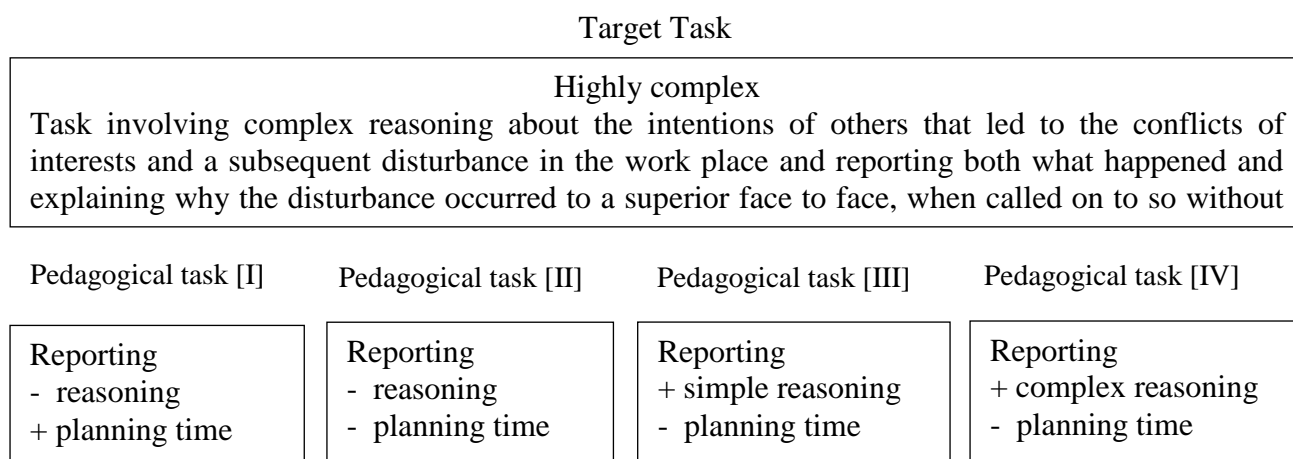 Target Task
Highly complex
Task involving complex reasoning about the intentions of others that led to the conflicts of
interests and a subsequent disturbance in the work place and reporting both what happened and
explaining why the disturbance occurred to a superior face to face, when called on to so without
Pedagogical task [I]
Pedagogical task [II]
Pedagogical task [III]
Pedagogical task [IV]
Reporting
- reasoning
+ planning time
Reporting
- reasoning
- planning time
Reporting
+ simple reasoning
- planning time
Reporting
+ complex reasoning
- planning time